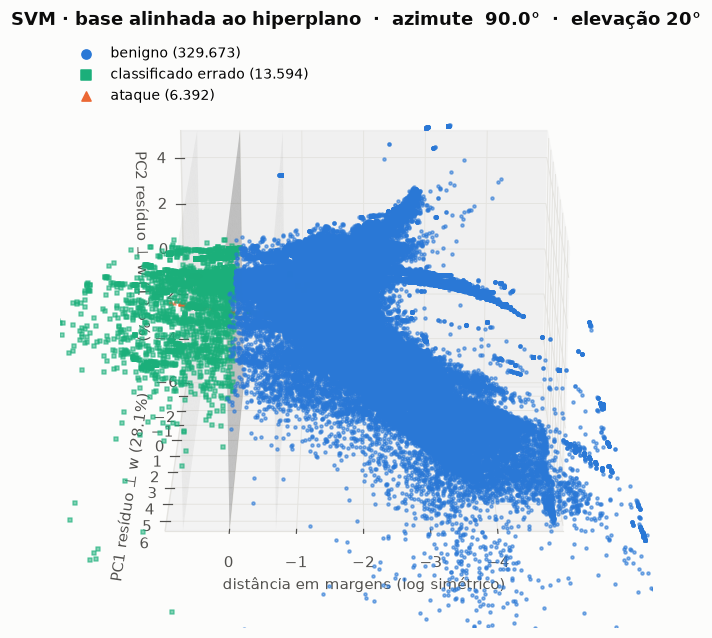 SVM · base alinhada ao hiperplano · azimute 90.0° · elevação 20°
benigno (329.673)
classificado errado (13.594)
ataque (6.392)
PC2 resíduo ⊥ w
4
2
0
−6
−2
−1
0
1
2
3
4
5
6
PC1 resíduo ⊥ w (28.1%)
0
−1
−2
−3
−4
distância em margens (log simétrico)